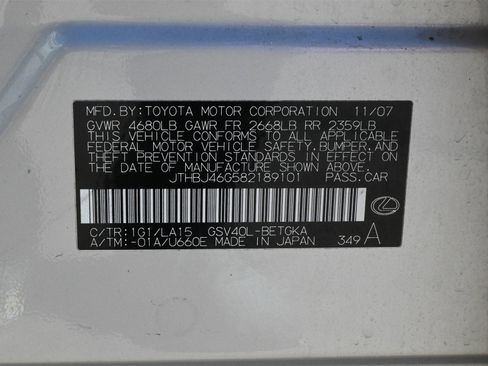 MFD.BY:TOYOTA MOTOR CORPORATION 11/07
GVWR 4680LB GAWR FR 2668LB RR 2359LB
THIS VEHICLE CONFORMS TO ALL APPLICABLE
FEDERAL MOTOR VEHICLE SAFETY,BUMPER,AND
THEFT PREVENTION STANDARDS IN EFFECT ON
THE DATE OF MANUFACTURE SHOWN ABOVE.
JTHBJ46G582189101 PASS.CAR
C/TR:1G1/LA15 GSV40L-BETGKA
A/TM:-01A/U660E MADE IN JAPAN 349 A